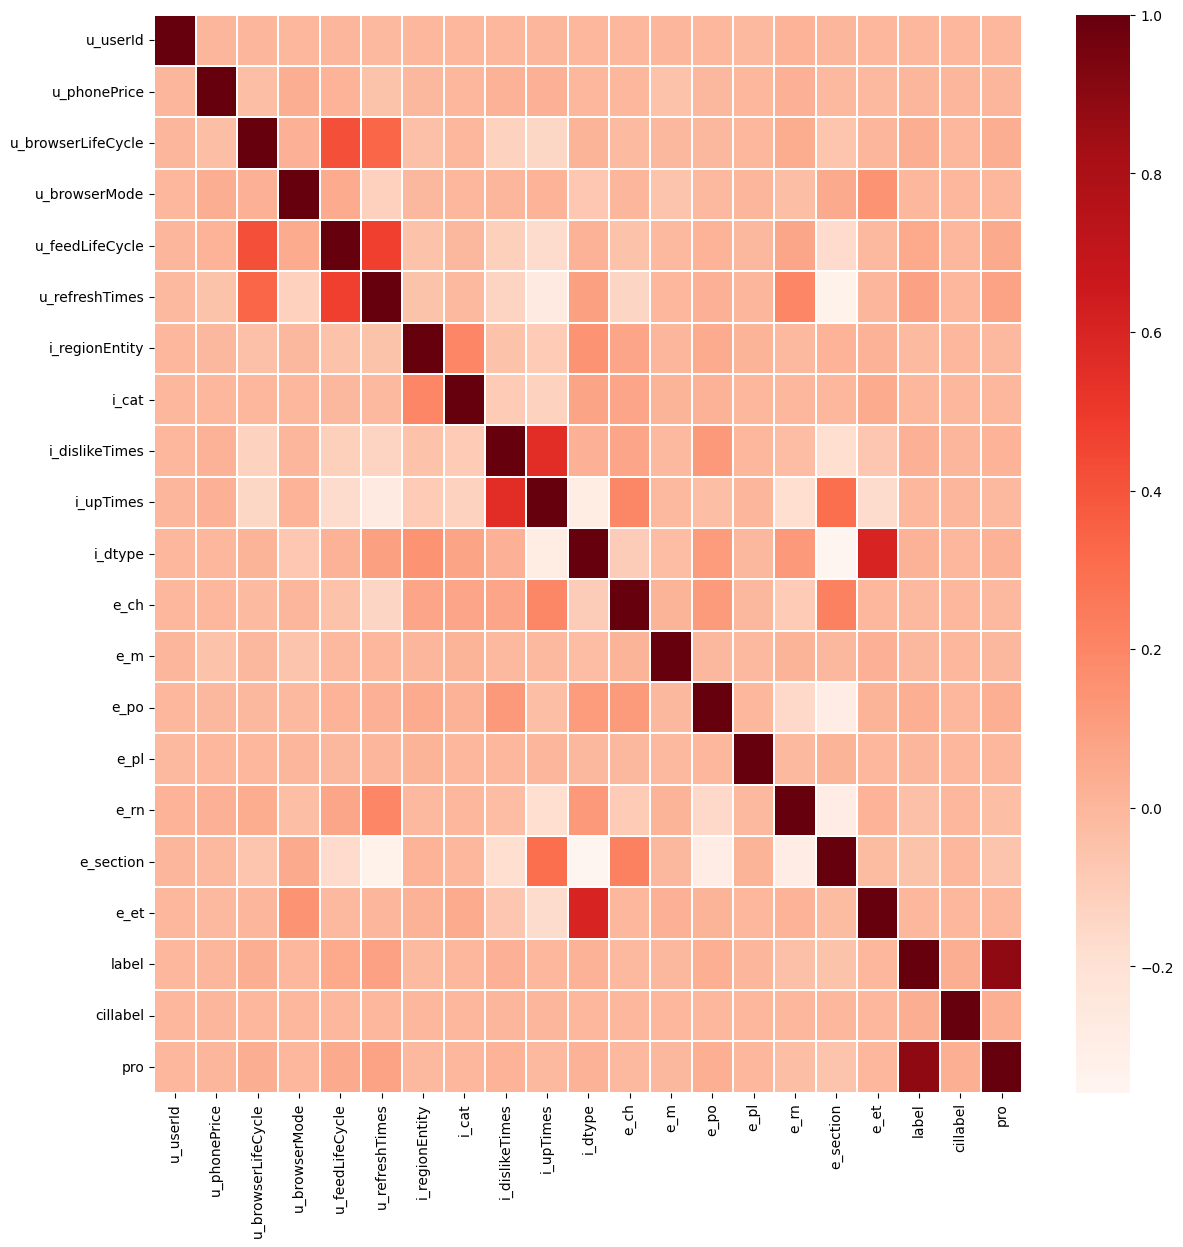 u_userId
u_phonePrice
u_browserLifeCycle
u_browserMode
u_feedLifeCycle
u_refreshTimes
i_regionEntity
i_cat
i_dislikeTimes
i_upTimes
i_dtype
e_ch
e_m
e_po
e_pl
e_rn
e_section
e_et
label
cillabel
pro
u_userId
u_phonePrice
u_browserLifeCycle
u_browserMode
u_feedLifeCycle
u_refreshTimes
i_regionEntity
i_cat
i_dislikeTimes
i_upTimes
i_dtype
e_ch
e_m
e_po
e_pl
e_rn
e_section
e_et
label
cillabel
pro
1.0
0.8
0.6
0.4
0.2
0.0
−0.2